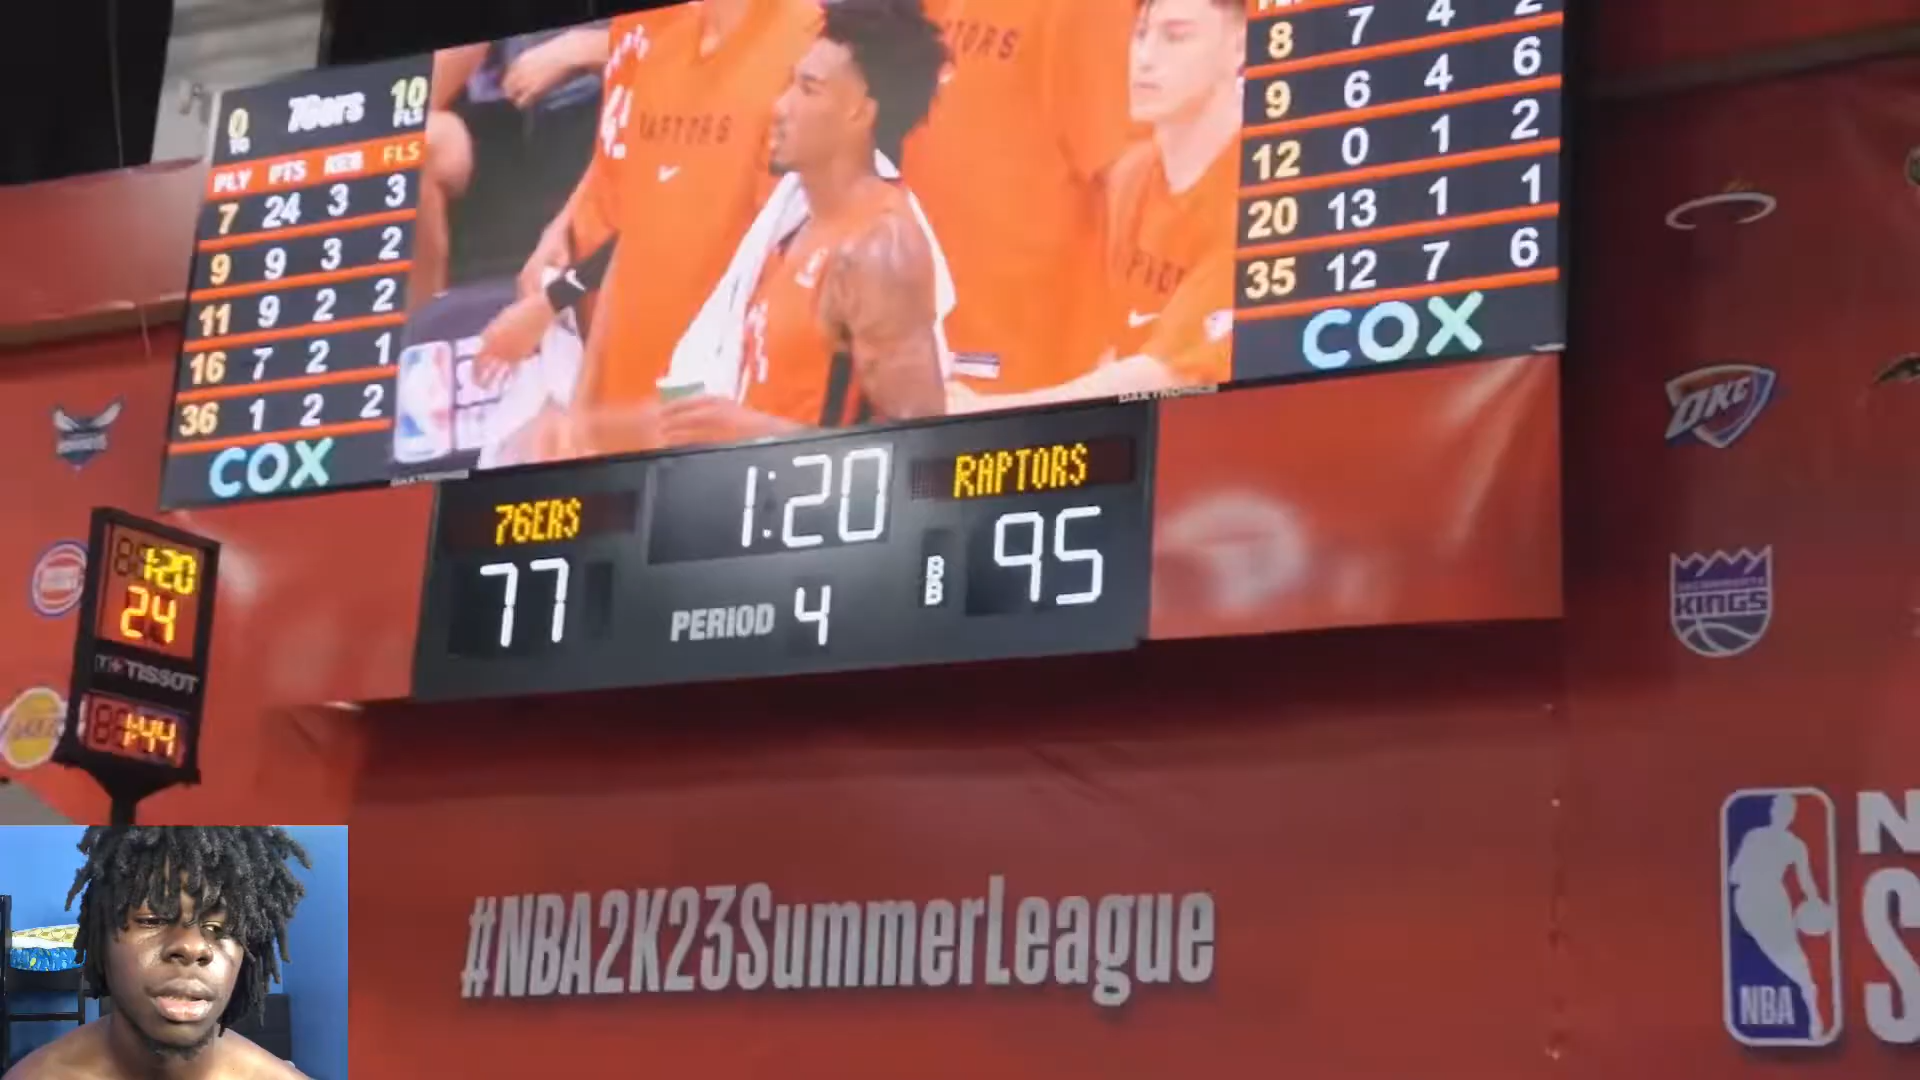 0 76ers 10
TO FLS
PLY PTS REB FLS
7 24 3 3
9 9 3 2
11 9 2 2
16 7 2 1
36 1 2 2
COX
DAKTRONICS
RAPTORS
8 7 4 2
9 6 4 6
12 0 1 2
20 13 1 1
35 12 7 6
COX
DAKTRONICS
1:20
76ERS
RAPTORS
77
95
BB
PERIOD 4
1:20
24
TISSOT
1:44
OKC
SACRAMENTO
KINGS
#NBA2K23SummerLeague
NBA
N
S